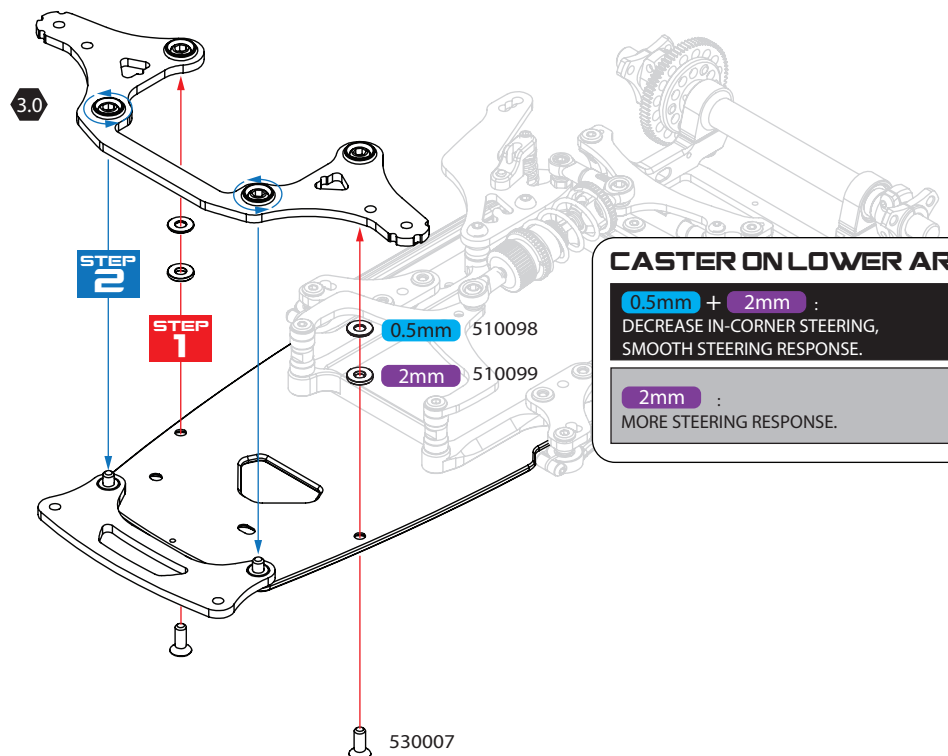 3.0
STEP
2
STEP
1
0.5mm 510098
2mm 510099
CASTER ON LOWER AR
0.5mm + 2mm :
DECREASE IN-CORNER STEERING,
SMOOTH STEERING RESPONSE.
2mm :
MORE STEERING RESPONSE.
530007